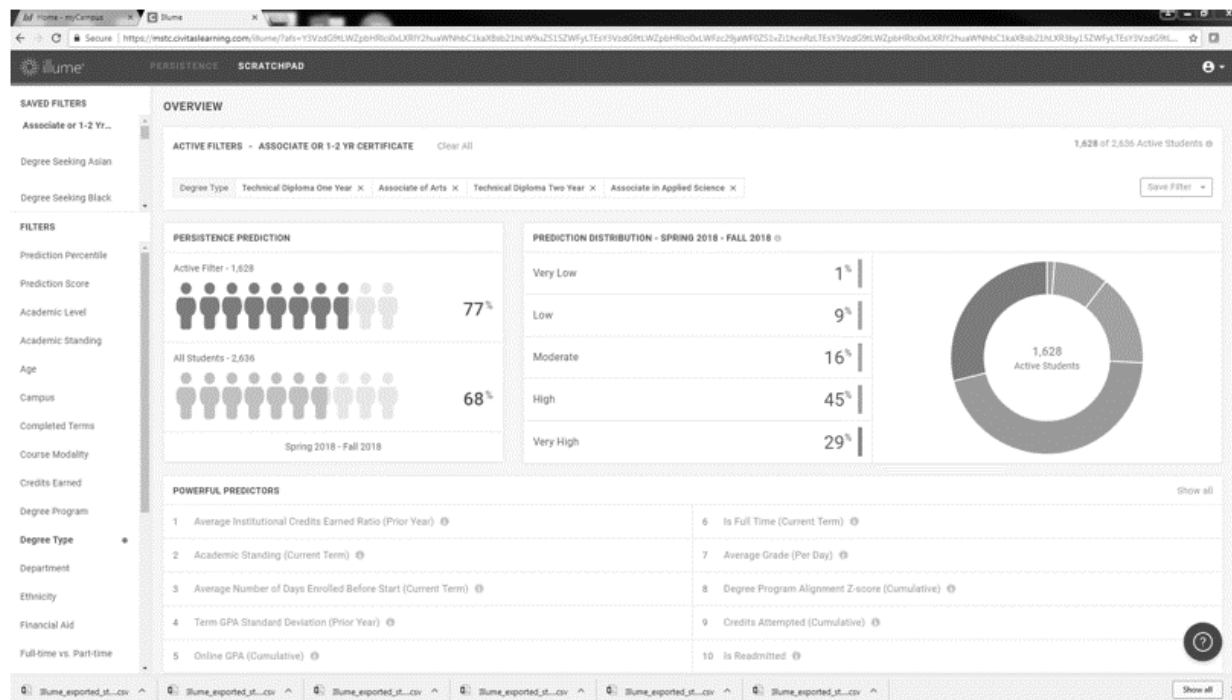 Home - myCampus
Illume
Secure
illume
PERSISTENCE SCRATCHPAD
SAVED FILTERS
Associate or 1-2 Yr...
Degree Seeking Asian
Degree Seeking Black
FILTERS
Prediction Percentile
Prediction Score
Academic Level
Academic Standing
Age
Campus
Completed Terms
Course Modality
Credits Earned
Degree Program
Degree Type
Department
Ethnicity
Financial Aid
Full-time vs. Part-time
OVERVIEW
ACTIVE FILTERS - ASSOCIATE OR 1-2 YR CERTIFICATE Clear All
1,628 of 2,636 Active Students
Degree Type Technical Diploma One Year × Associate of Arts × Technical Diploma Two Year × Associate in Applied Science ×
Save Filter
PERSISTENCE PREDICTION
Active Filter - 1,628
77%
All Students - 2,636
68%
Spring 2018 - Fall 2018
PREDICTION DISTRIBUTION - SPRING 2018 - FALL 2018
Very Low 1%
Low 9%
Moderate 16%
High 45%
Very High 29%
1,628
Active Students
POWERFUL PREDICTORS Show all
1 Average Institutional Credits Earned Ratio (Prior Year)
2 Academic Standing (Current Term)
3 Average Number of Days Enrolled Before Start (Current Term)
4 Term GPA Standard Deviation (Prior Year)
5 Online GPA (Cumulative)
6 Is Full Time (Current Term)
7 Average Grade (Per Day)
8 Degree Program Alignment Z-score (Cumulative)
9 Credits Attempted (Cumulative)
10 Is Readmitted
?
Illume_exported_st....csv Illume_exported_st....csv Illume_exported_st....csv Illume_exported_st....csv Illume_exported_st....csv Illume_exported_st....csv Show all